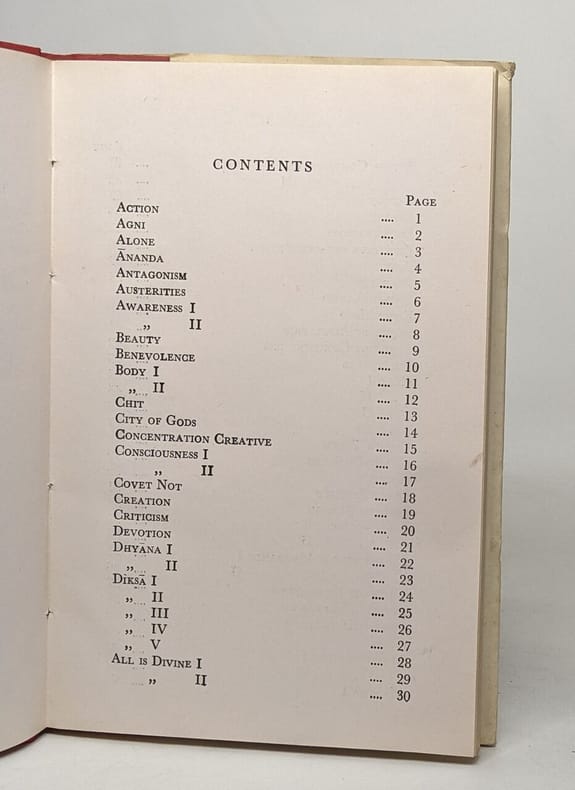 CONTENTS
PAGE
ACTION .... 1
AGNI .... 2
ALONE .... 3
ĀNANDA .... 4
ANTAGONISM .... 5
AUSTERITIES .... 6
AWARENESS I .... 7
„ II .... 8
BEAUTY .... 9
BENEVOLENCE .... 10
BODY I .... 11
„ II .... 12
CHIT .... 13
CITY OF GODS .... 14
CONCENTRATION CREATIVE .... 15
CONSCIOUSNESS I .... 16
„ II .... 17
COVET NOT .... 18
CREATION .... 19
CRITICISM .... 20
DEVOTION .... 21
DHYĀNA I .... 22
„ II .... 23
DĪKSĀ I .... 24
„ II .... 25
„ III .... 26
„ IV .... 27
„ V .... 28
ALL IS DIVINE I .... 29
„ II .... 30